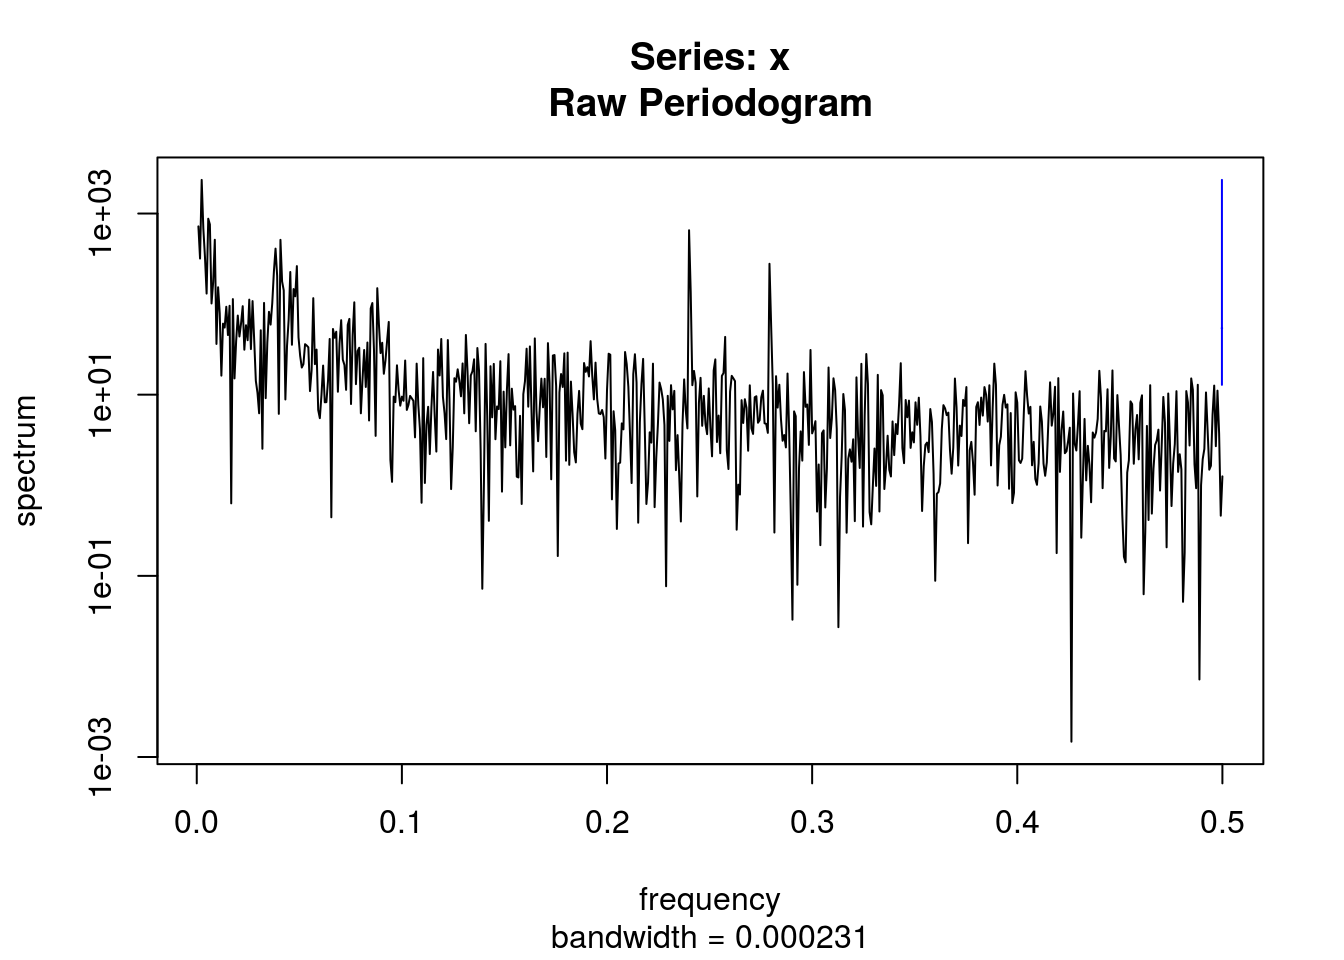 Series: x
Raw Periodogram
spectrum
1e+03
1e+01
1e-01
1e-03
0.0 0.1 0.2 0.3 0.4 0.5
frequency
bandwidth = 0.000231